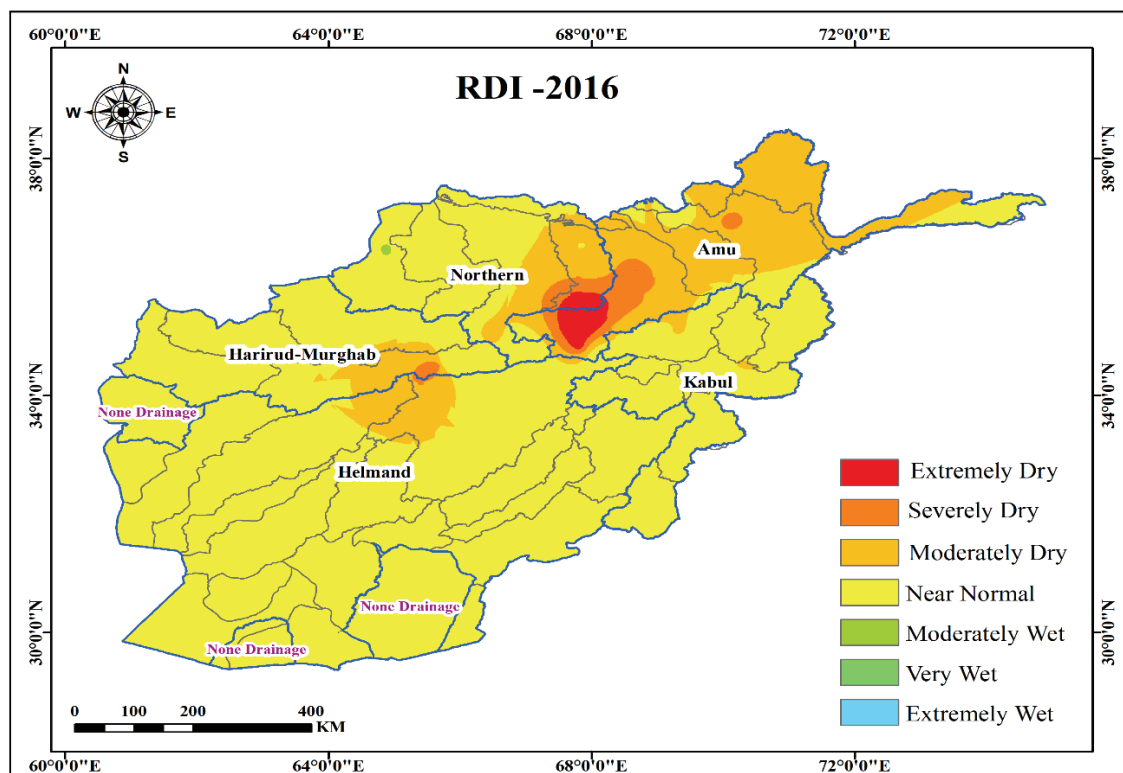 60°0'0"E 64°0'0"E 68°0'0"E 72°0'0"E
N
W E
S
RDI -2016
38°0'0"N 38°0'0"N
Amu
Northern
Harirud-Murghab
Kabul
34°0'0"N 34°0'0"N
None Drainage
Helmand
Extremely Dry
Severely Dry
Moderately Dry
Near Normal
None Drainage
Moderately Wet
30°0'0"N 30°0'0"N
None Drainage
Very Wet
Extremely Wet
0 100 200 400
KM
60°0'0"E 64°0'0"E 68°0'0"E 72°0'0"E